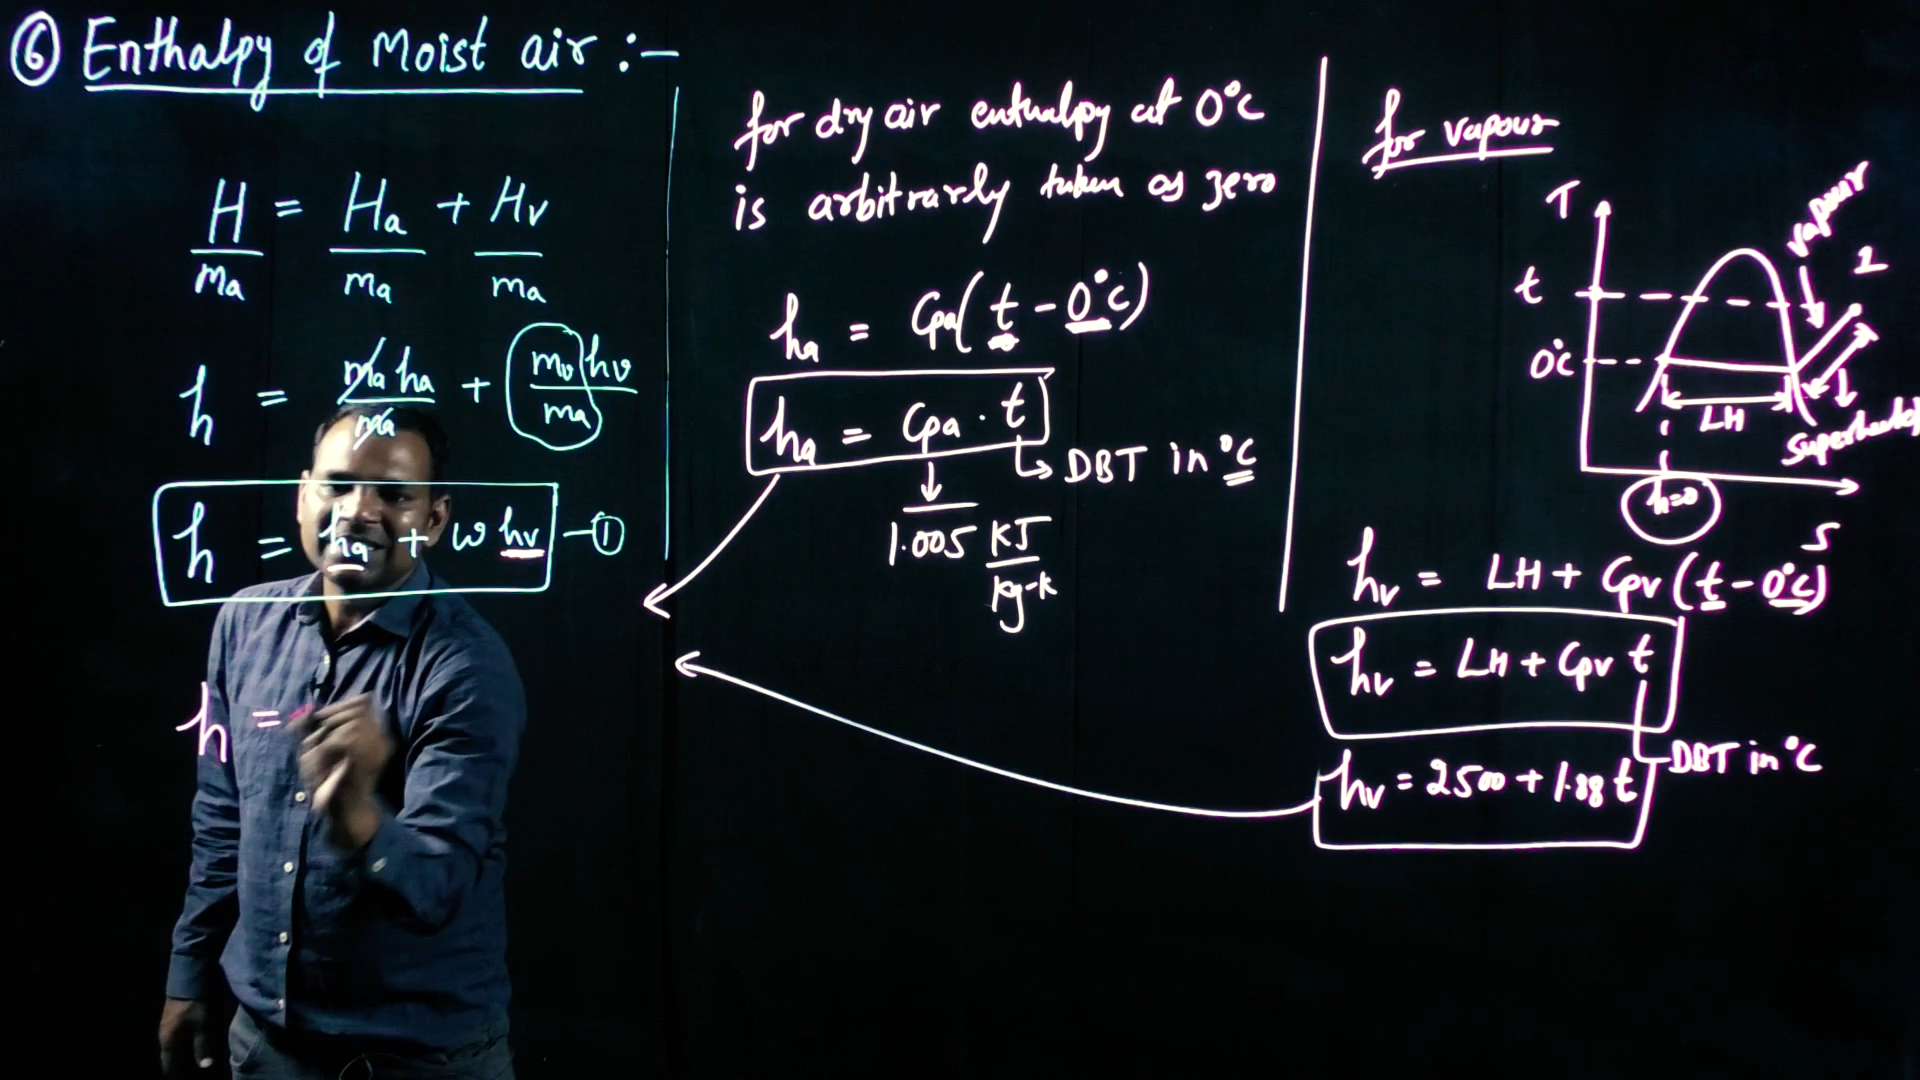 ⑥ Enthalpy of Moist air :-
H/ma = Ha/ma + Hv/ma
h = ma ha/ma + mv hv/ma
h = ha + ω hv -①
h =
for dry air enthalpy at 0°C
is arbitrarly taken as zero
ha = Cpa(t - 0°C)
ha = Cpa . t
DBT in °C
1.005 KJ/kg-K
for vapour
T
vapour
2
t
0°C
LH
Superheated
h=0
S
hv = LH + Cpv (t - 0°C)
hv = LH + Cpv t
DBT in °C
hv = 2500 + 1.88 t